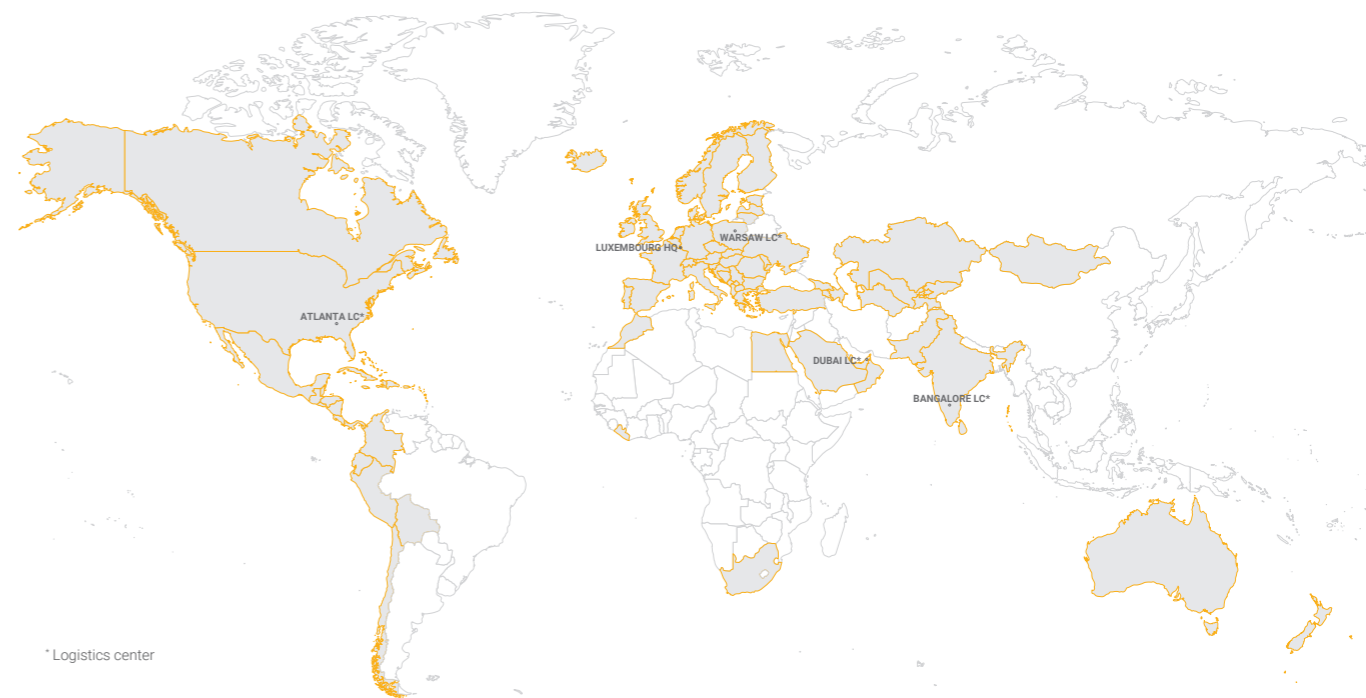 WARSAW LC*
LUXEMBOURG HQ
ATLANTA LC*
DUBAI LC*
BANGALORE LC*
* Logistics center